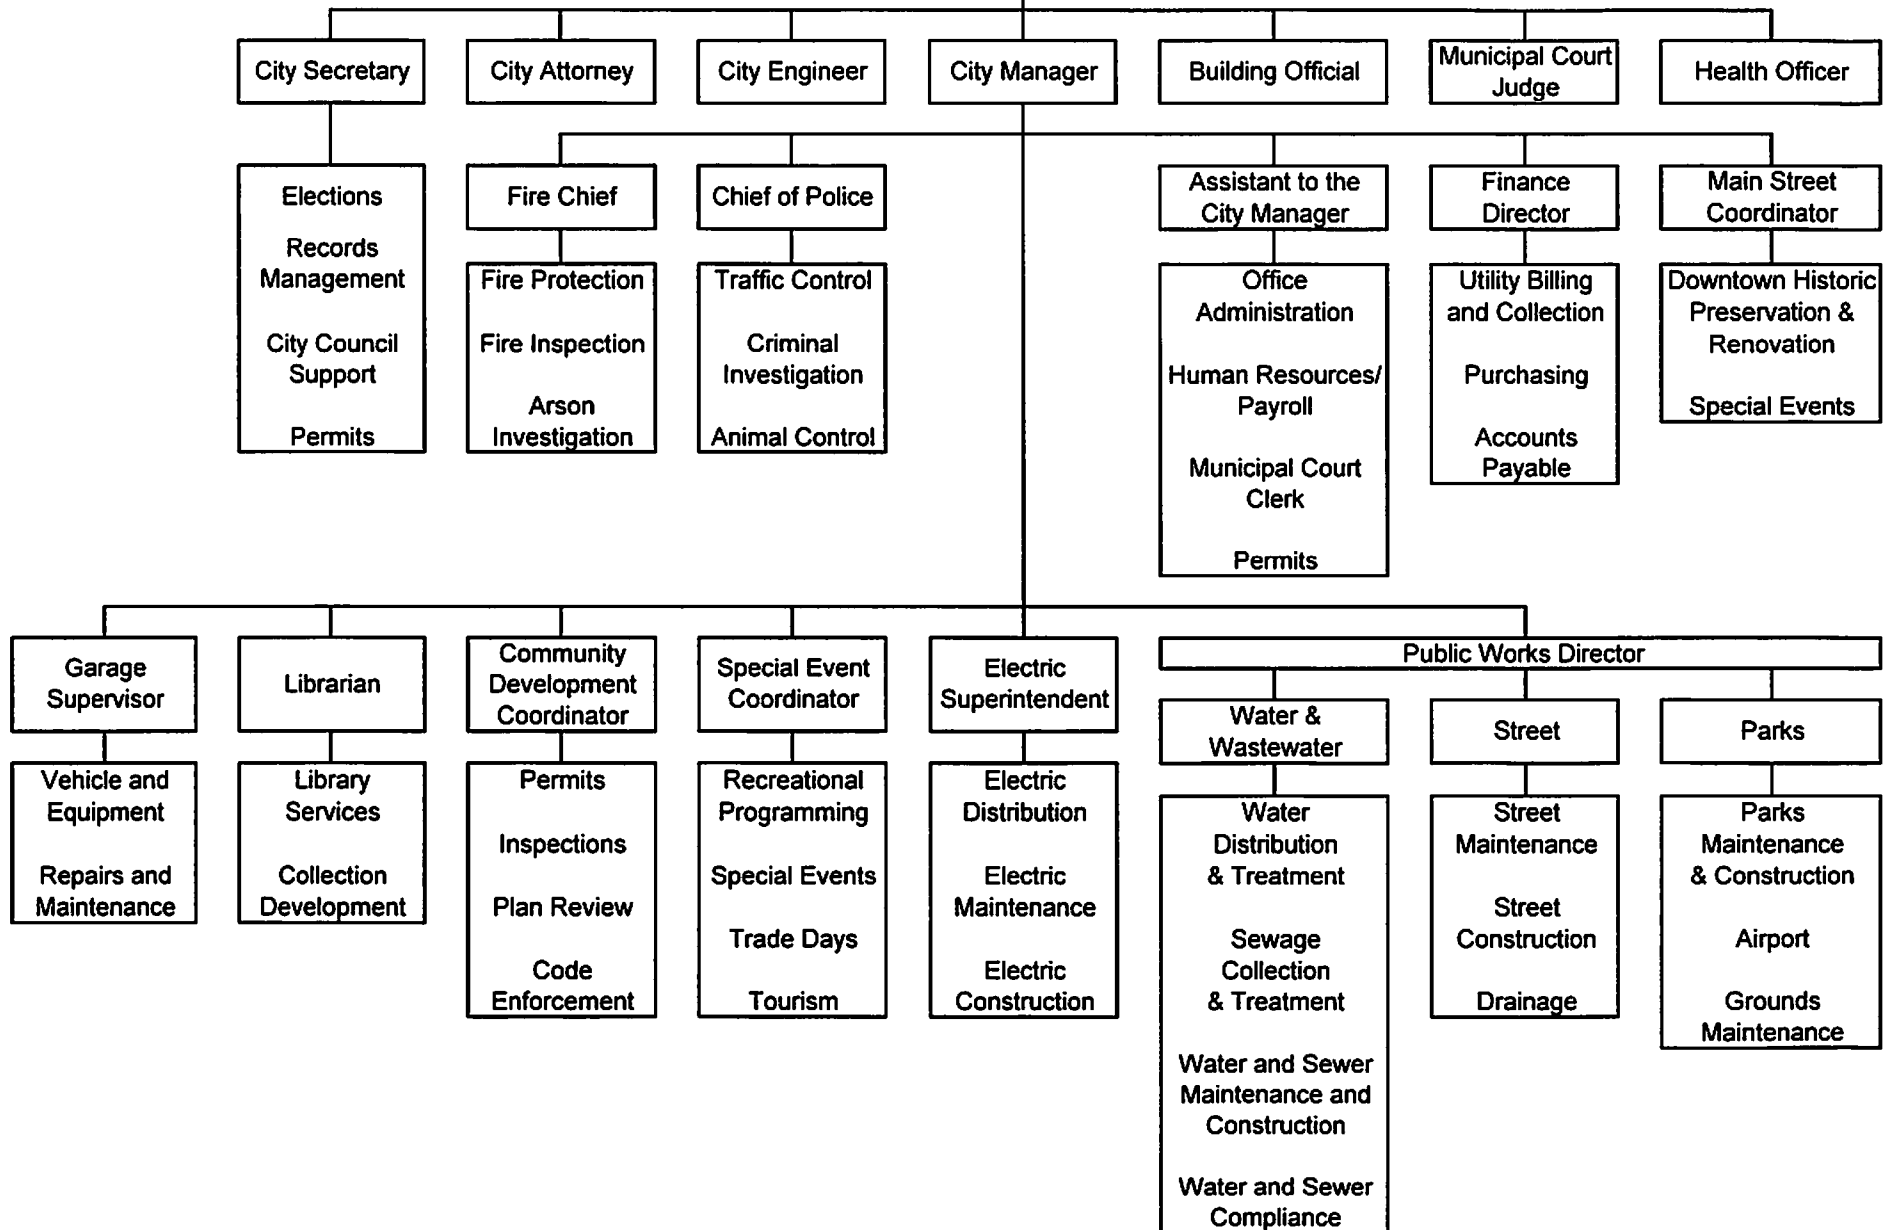 City Secretary
City Attorney
City Engineer
City Manager
Building Official
Municipal Court
Judge
Health Officer
Elections
Records
Management
City Council
Support
Permits
Fire Chief
Fire Protection
Fire Inspection
Arson
Investigation
Chief of Police
Traffic Control
Criminal
Investigation
Animal Control
Assistant to the
City Manager
Office
Administration
Human Resources/
Payroll
Municipal Court
Clerk
Permits
Finance
Director
Utility Billing
and Collection
Purchasing
Accounts
Payable
Main Street
Coordinator
Downtown Historic
Preservation &
Renovation
Special Events
Garage
Supervisor
Vehicle and
Equipment
Repairs and
Maintenance
Librarian
Library
Services
Collection
Development
Community
Development
Coordinator
Permits
Inspections
Plan Review
Code
Enforcement
Special Event
Coordinator
Recreational
Programming
Special Events
Trade Days
Tourism
Electric
Superintendent
Electric
Distribution
Electric
Maintenance
Electric
Construction
Public Works Director
Water &
Wastewater
Water
Distribution
& Treatment
Sewage
Collection
& Treatment
Water and Sewer
Maintenance and
Construction
Water and Sewer
Compliance
Street
Street
Maintenance
Street
Construction
Drainage
Parks
Parks
Maintenance
& Construction
Airport
Grounds
Maintenance